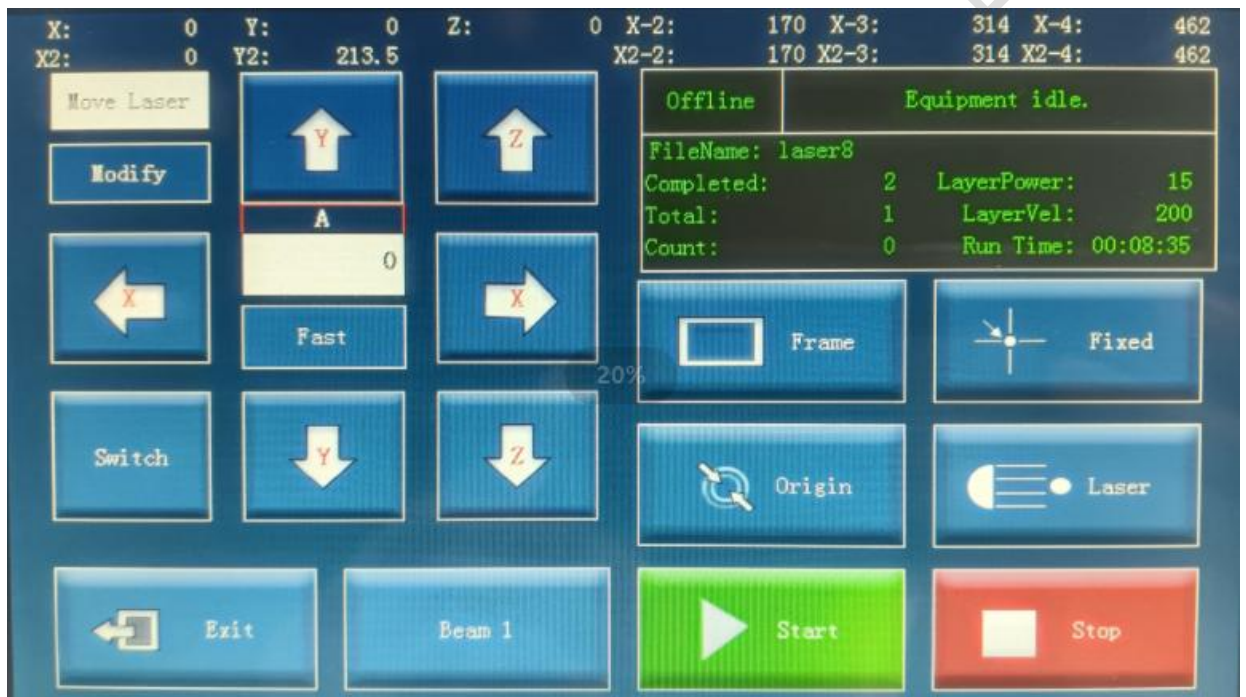 X: 0 Y: 0 Z: 0 X-2: 170 X-3: 314 X-4: 462
X2: 0 Y2: 213.5 X2-2: 170 X2-3: 314 X2-4: 462
Move Laser
Y
Z
Offline
Equipment idle.
Modify
FileName: laser8
Completed: 2 LayerPower: 15
Total: 1 LayerVel: 200
Count: 0 Run Time: 00:08:35
A
0
X
X
Fast
Frame
Fixed
20%
Switch
Y
Z
Origin
Laser
Exit
Beam 1
Start
Stop